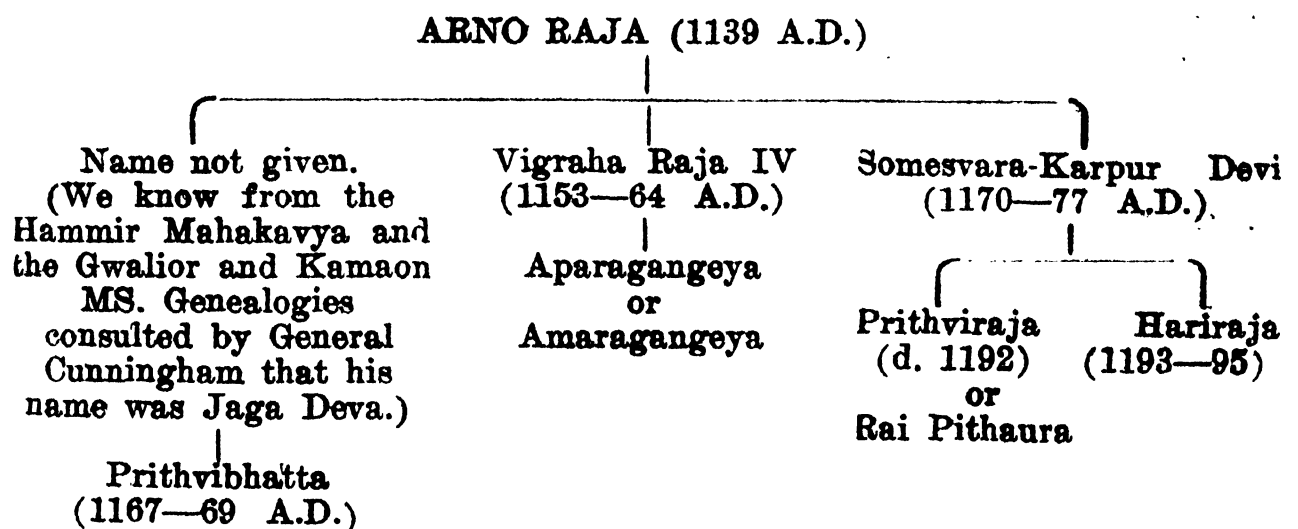 ARNO RAJA (1139 A.D.)
Name not given.
(We know from the
Hammir Mahakavya and
the Gwalior and Kamaon
MS. Genealogies
consulted by General
Cunningham that his
name was Jaga Deva.)
Prithvibhatta
(1167—69 A.D.)
Vigraha Raja IV
(1153—64 A.D.)
Aparagangeya
or
Amaragangeya
Somesvara-Karpur Devi
(1170—77 A.D.)
Prithviraja
(d. 1192)
or
Rai Pithaura
Hariraja
(1193—95)